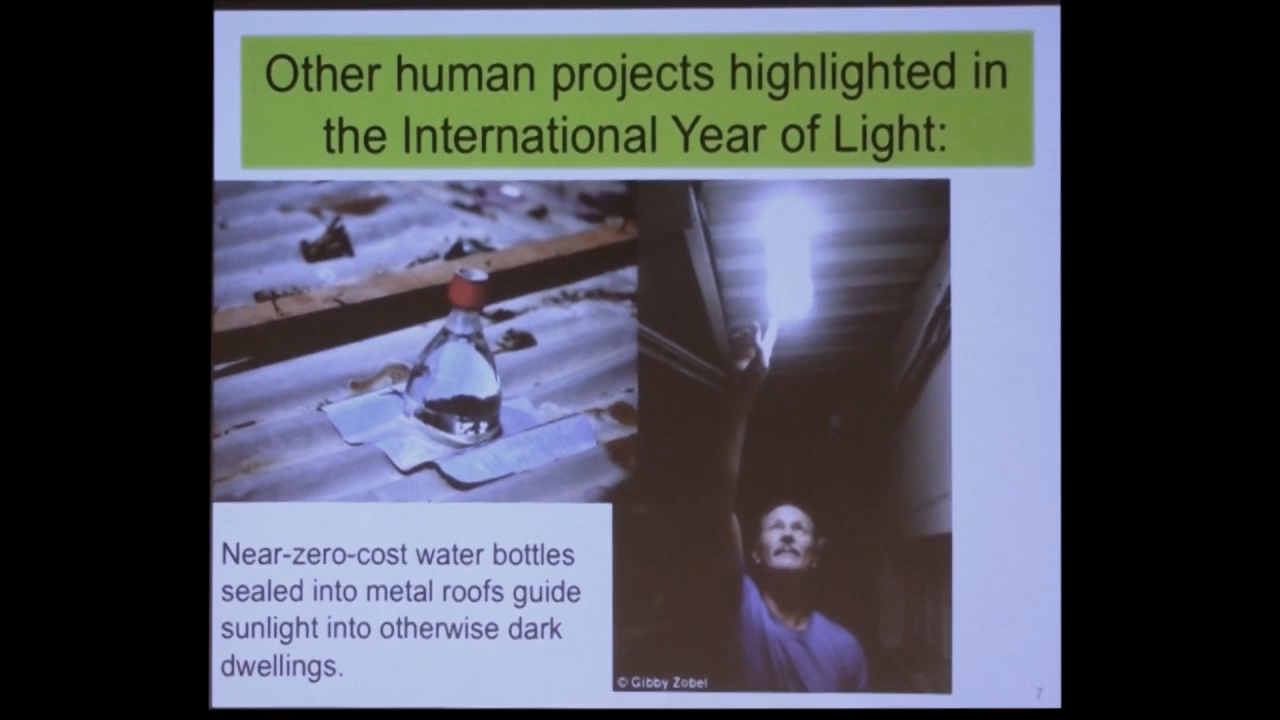 Other human projects highlighted in
the International Year of Light:
Near-zero-cost water bottles
sealed into metal roofs guide
sunlight into otherwise dark
dwellings.
© Gibby Zobel
7